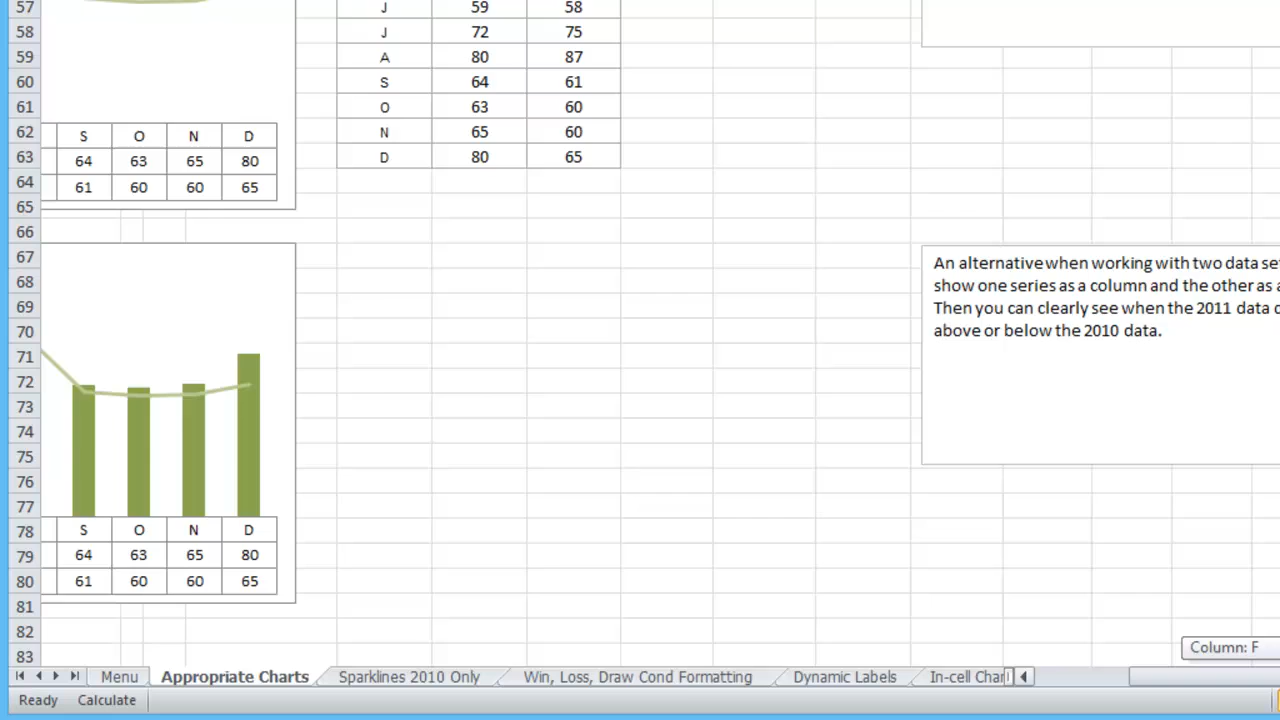 57 J 59 58
58 J 72 75
59 A 80 87
60 S 64 61
61 O 63 60
62 S O N D N 65 60
63 64 63 65 80 D 80 65
64 61 60 60 65
65
66
67 An alternative when working with two data
68 show one series as a column and the other as
69 Then you can clearly see when the 2011 data
70 above or below the 2010 data.
71
72
73
74
75
76
77
78 S O N D
79 64 63 65 80
80 61 60 60 65
81
82
83 Column: F
Menu Appropriate Charts Sparklines 2010 Only Win, Loss, Draw Cond Formatting Dynamic Labels In-cell Char
Ready Calculate